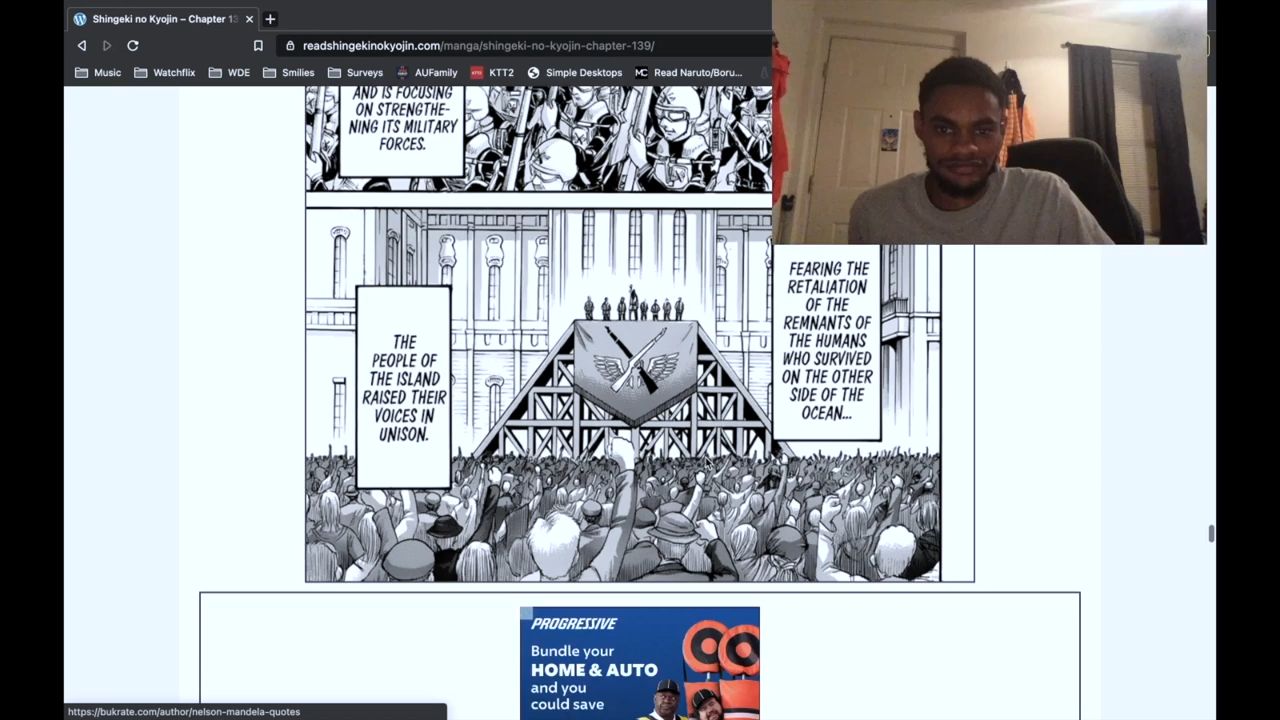 Shingeki no Kyojin – Chapter 13
readshingekinokyojin.com/manga/shingeki-no-kyojin-chapter-139/
Music
Watchflix
WDE
Smilies
Surveys
AUFamily
KTT2
Simple Desktops
MC
Read Naruto/Boru...
AND IS FOCUSING
ON STRENGTHE-
NING ITS MILITARY
FORCES.
FEARING THE
RETALIATION
OF THE
REMNANTS OF
THE HUMANS
WHO SURVIVED
ON THE OTHER
SIDE OF THE
OCEAN...
THE
PEOPLE OF
THE ISLAND
RAISED THEIR
VOICES IN
UNISON.
PROGRESSIVE
Bundle your
HOME & AUTO
and you
could save
https://bukrate.com/author/nelson-mandela-quotes